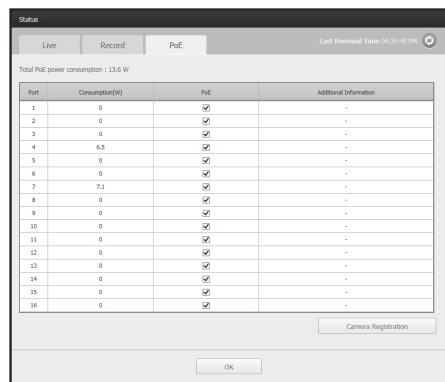 Status
Live Record PoE Last Renewal Time 04:34:48 PM
Total PoE power consumption : 13.6 W
Port Consumption(W) PoE Additional Information
1 0 -
2 0 -
3 0 -
4 6.5 -
5 0 -
6 0 -
7 7.1 -
8 0 -
9 0 -
10 0 -
11 0 -
12 0 -
13 0 -
14 0 -
15 0 -
16 0 -
Camera Registration
OK